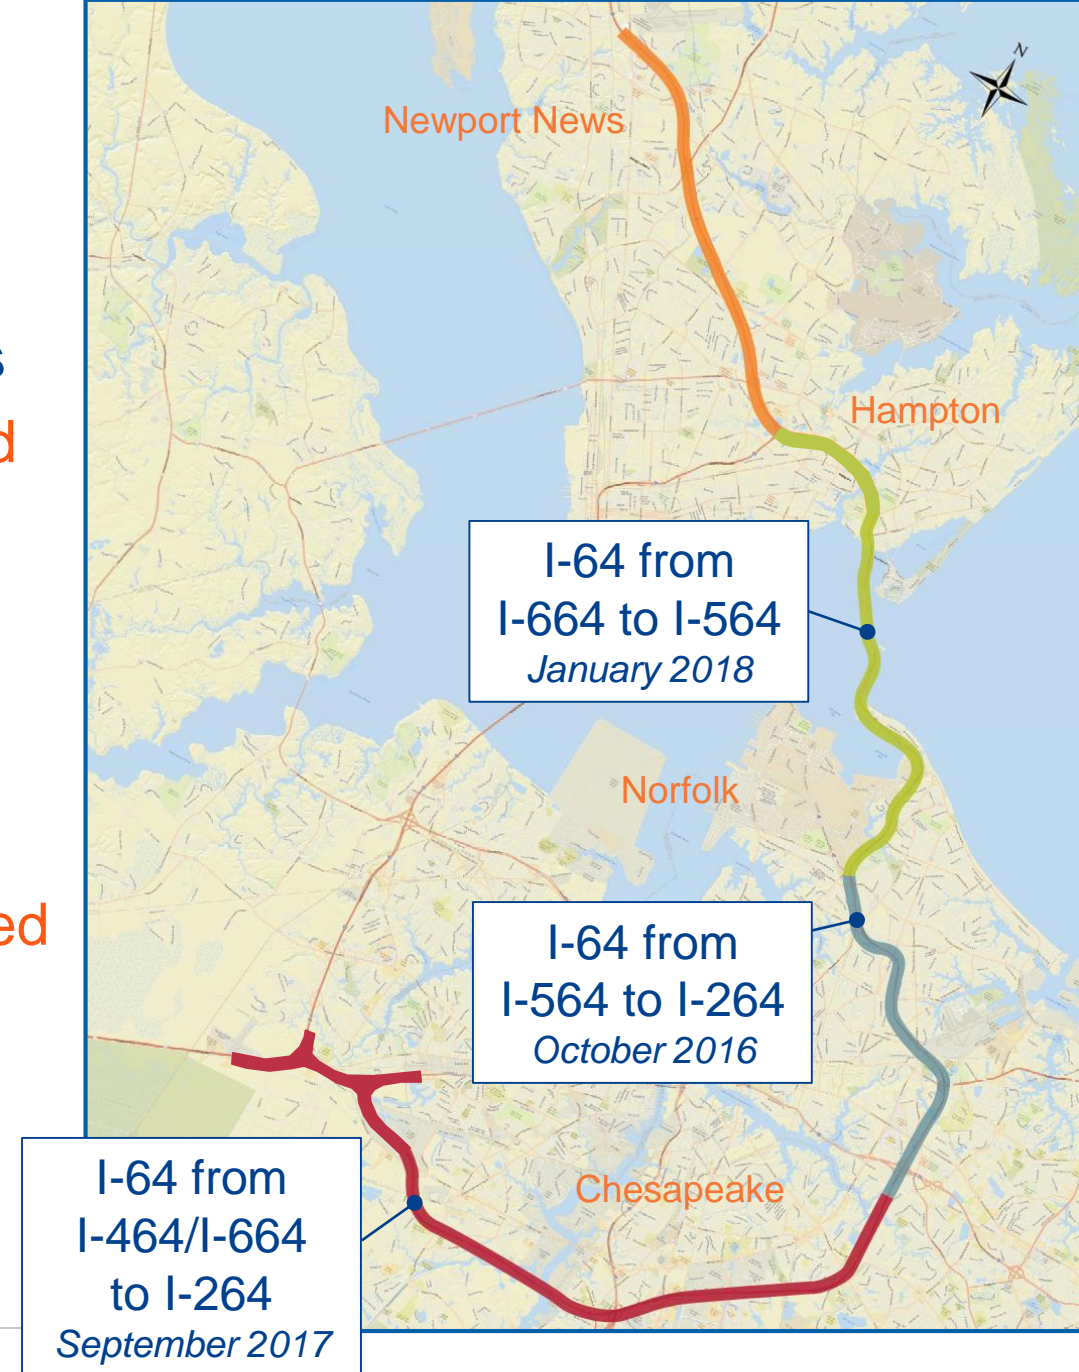 N
Newport News
s
Hampton
d
I-64 from
I-664 to I-564
January 2018
Norfolk
ed
I-64 from
I-564 to I-264
October 2016
Chesapeake
I-64 from
I-464/I-664
to I-264
September 2017